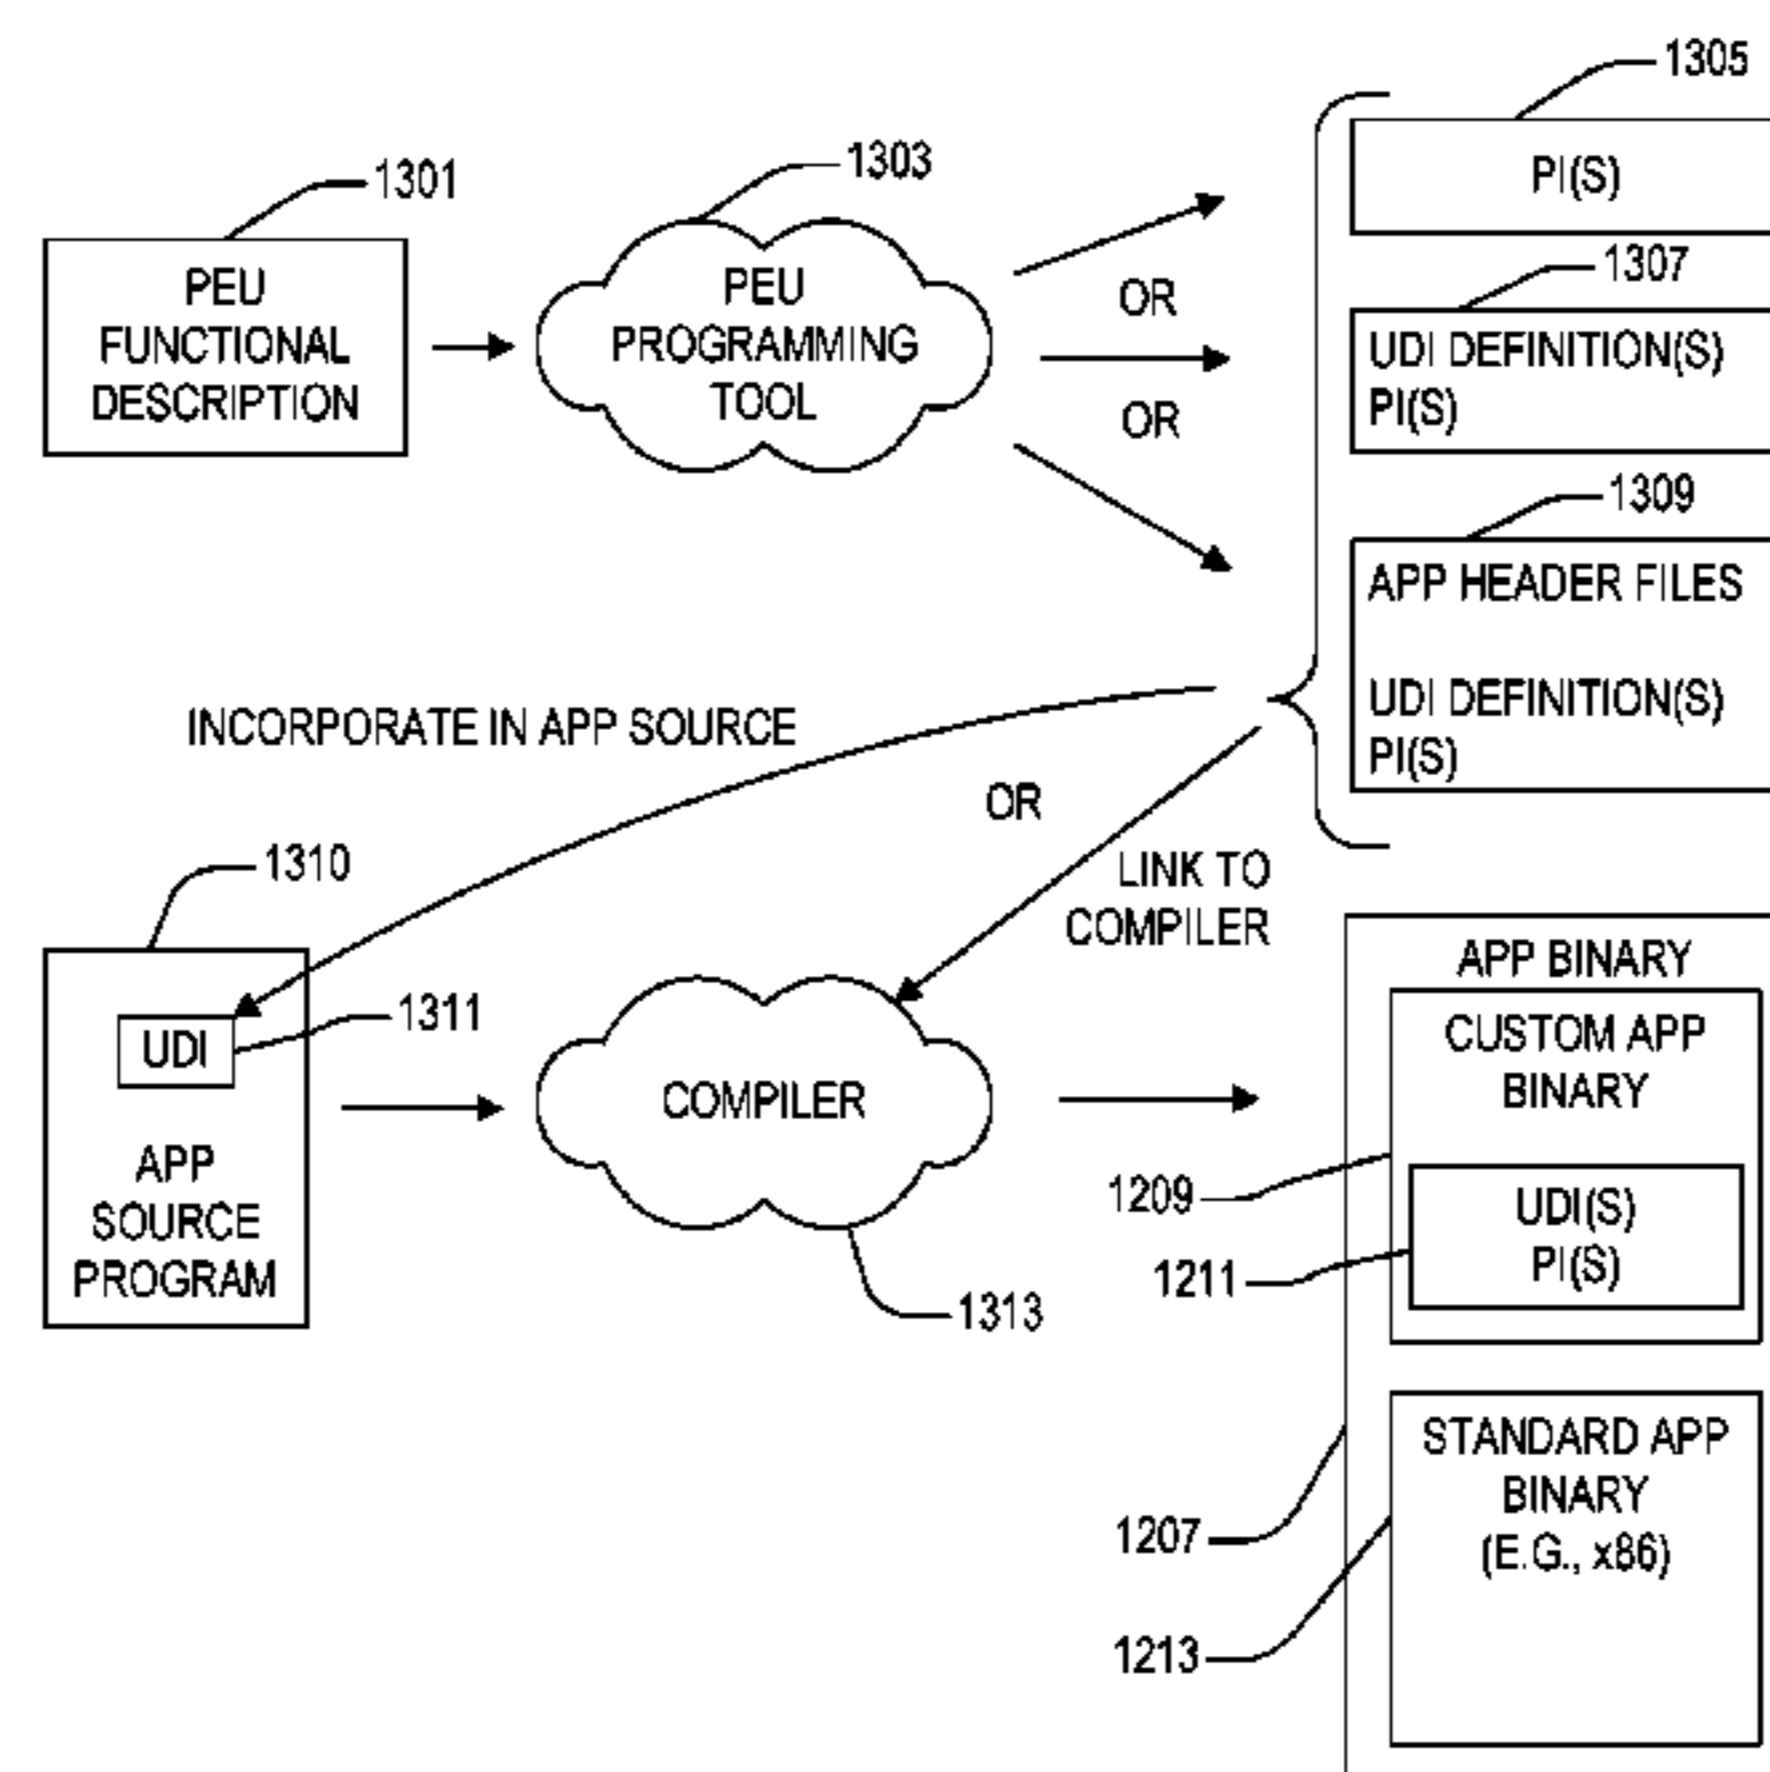 1305
PI(S)
1301
1303
PEU
FUNCTIONAL
DESCRIPTION
PEU
PROGRAMMING
TOOL
OR
OR
1307
UDI DEFINITION(S)
PI(S)
1309
APP HEADER FILES
UDI DEFINITION(S)
PI(S)
INCORPORATE IN APP SOURCE
OR
LINK TO
COMPILER
1310
UDI
1311
APP
SOURCE
PROGRAM
COMPILER
1313
APP BINARY
CUSTOM APP
BINARY
1209
UDI(S)
PI(S)
1211
STANDARD APP
BINARY
(E.G., x86)
1207
1213